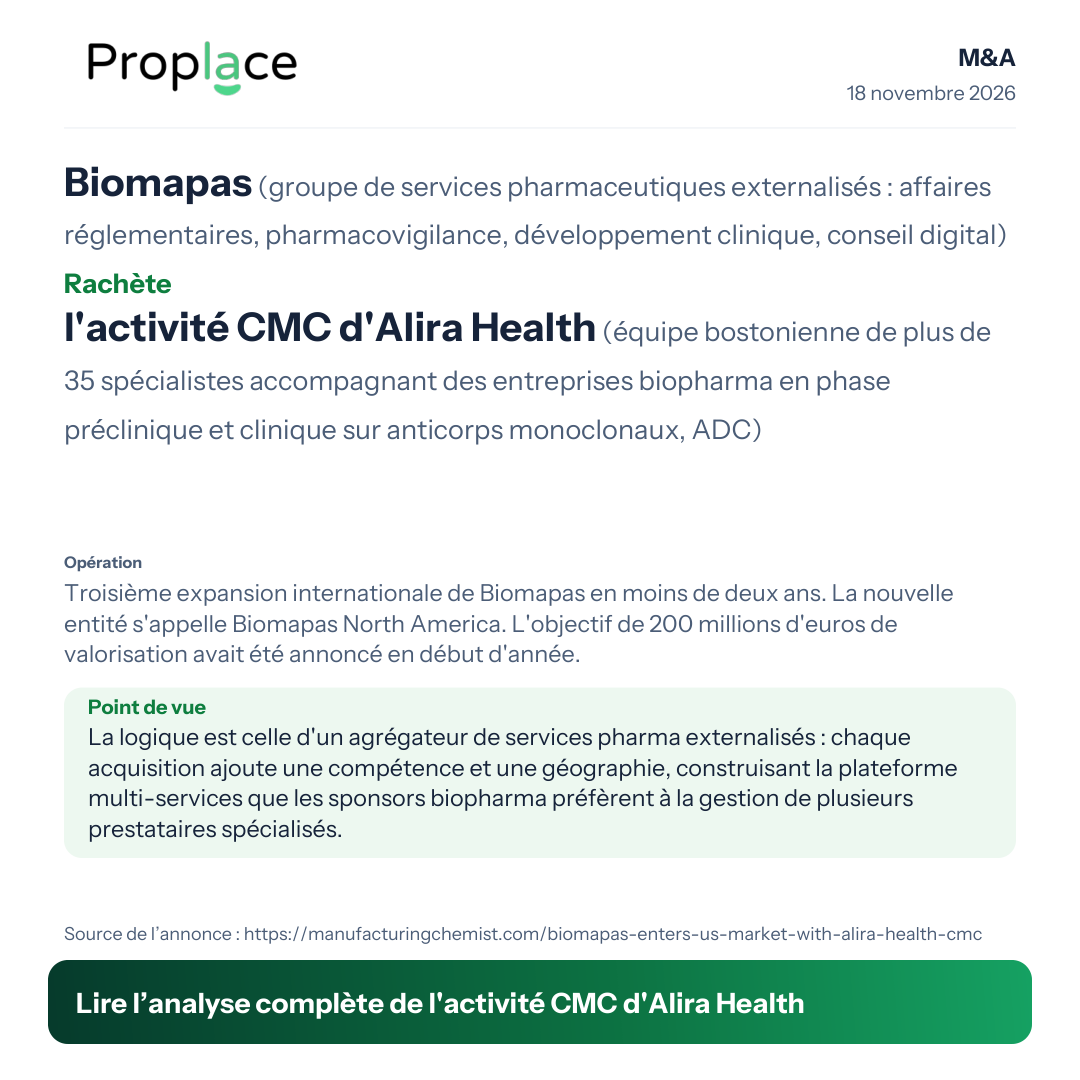 Proplace
M&A
18 novembre 2026
Biomapas (groupe de services pharmaceutiques externalisés : affaires
réglementaires, pharmacovigilance, développement clinique, conseil digital)
Rachète
l'activité CMC d'Alira Health (équipe bostonienne de plus de
35 spécialistes accompagnant des entreprises biopharma en phase
préclinique et clinique sur anticorps monoclonaux, ADC)
Opération
Troisième expansion internationale de Biomapas en moins de deux ans. La nouvelle
entité s'appelle Biomapas North America. L'objectif de 200 millions d'euros de
valorisation avait été annoncé en début d'année.
Point de vue
La logique est celle d'un agrégateur de services pharma externalisés : chaque
acquisition ajoute une compétence et une géographie, construisant la plateforme
multi-services que les sponsors biopharma préfèrent à la gestion de plusieurs
prestataires spécialisés.
Source de l’annonce : https://manufacturingchemist.com/biomapas-enters-us-market-with-alira-health-cmc
Lire l’analyse complète de l'activité CMC d'Alira Health